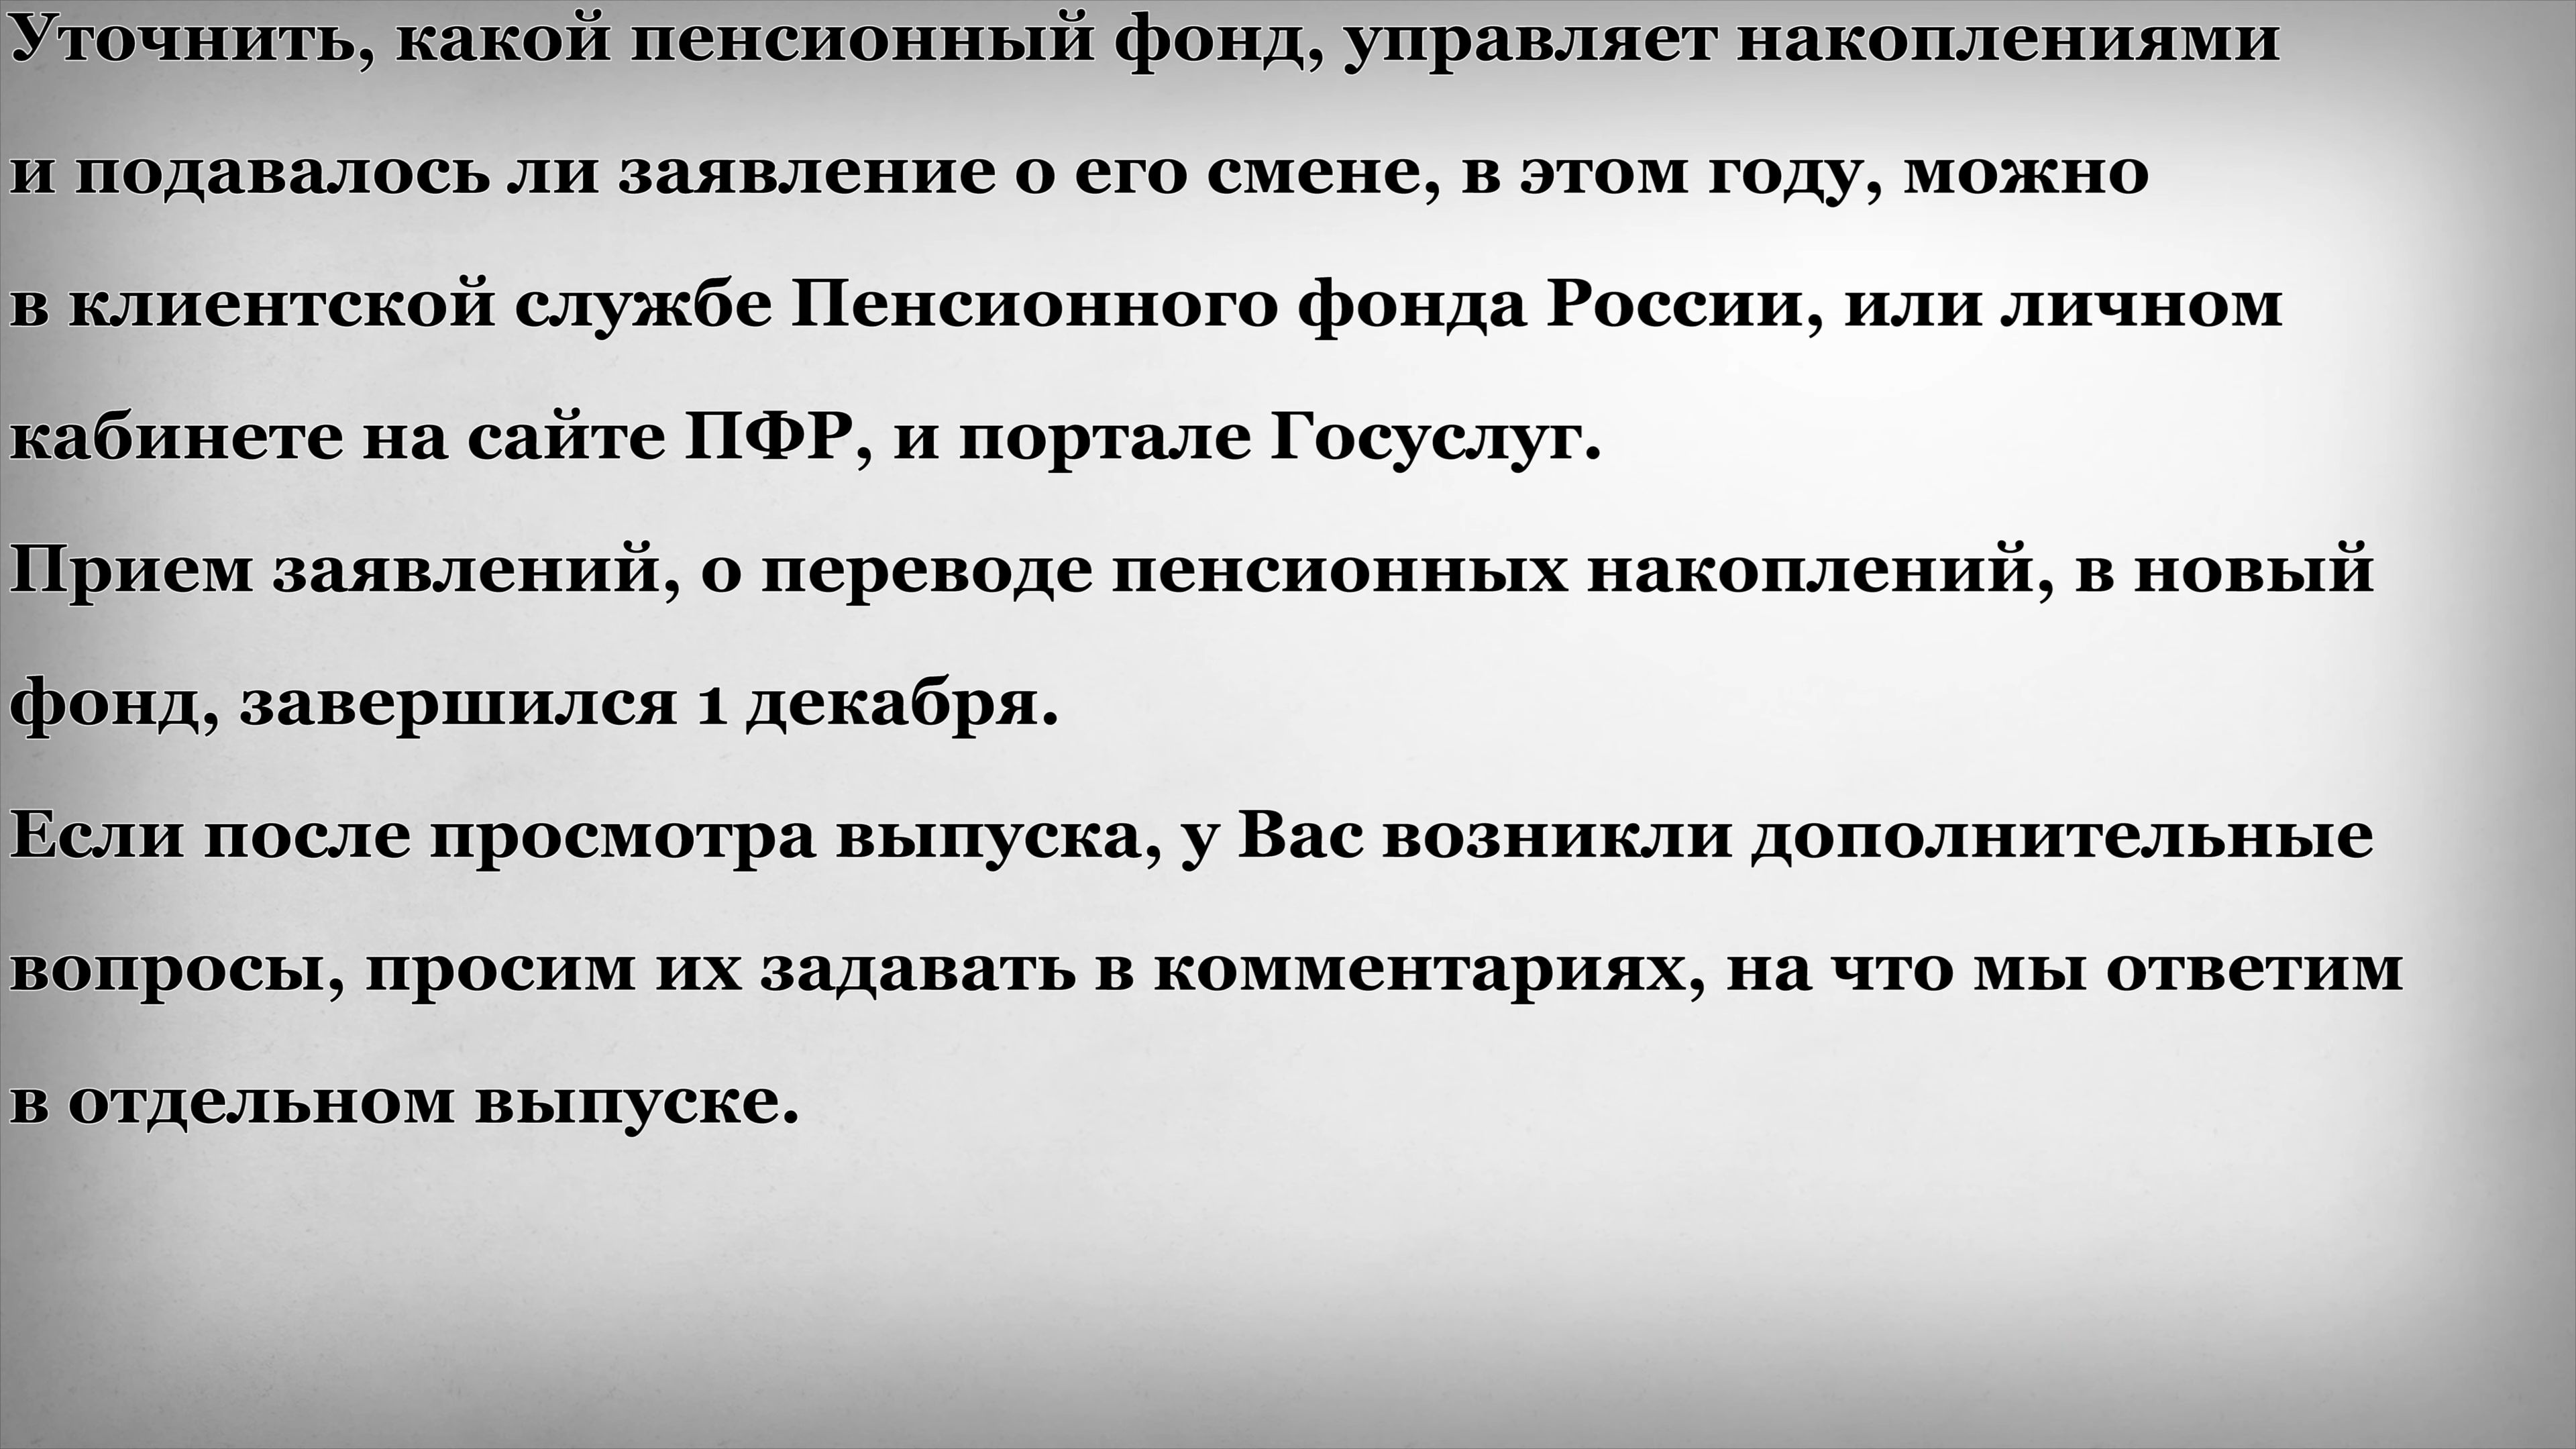 Уточнить, какой пенсионный фонд, управляет накоплениями
и подавалось ли заявление о его смене, в этом году, можно
в клиентской службе Пенсионного фонда России, или личном
кабинете на сайте ПФР, и портале Госуслуг.
Прием заявлений, о переводе пенсионных накоплений, в новый
фонд, завершился 1 декабря.
Если после просмотра выпуска, у Вас возникли дополнительные
вопросы, просим их задавать в комментариях, на что мы ответим
в отдельном выпуске.